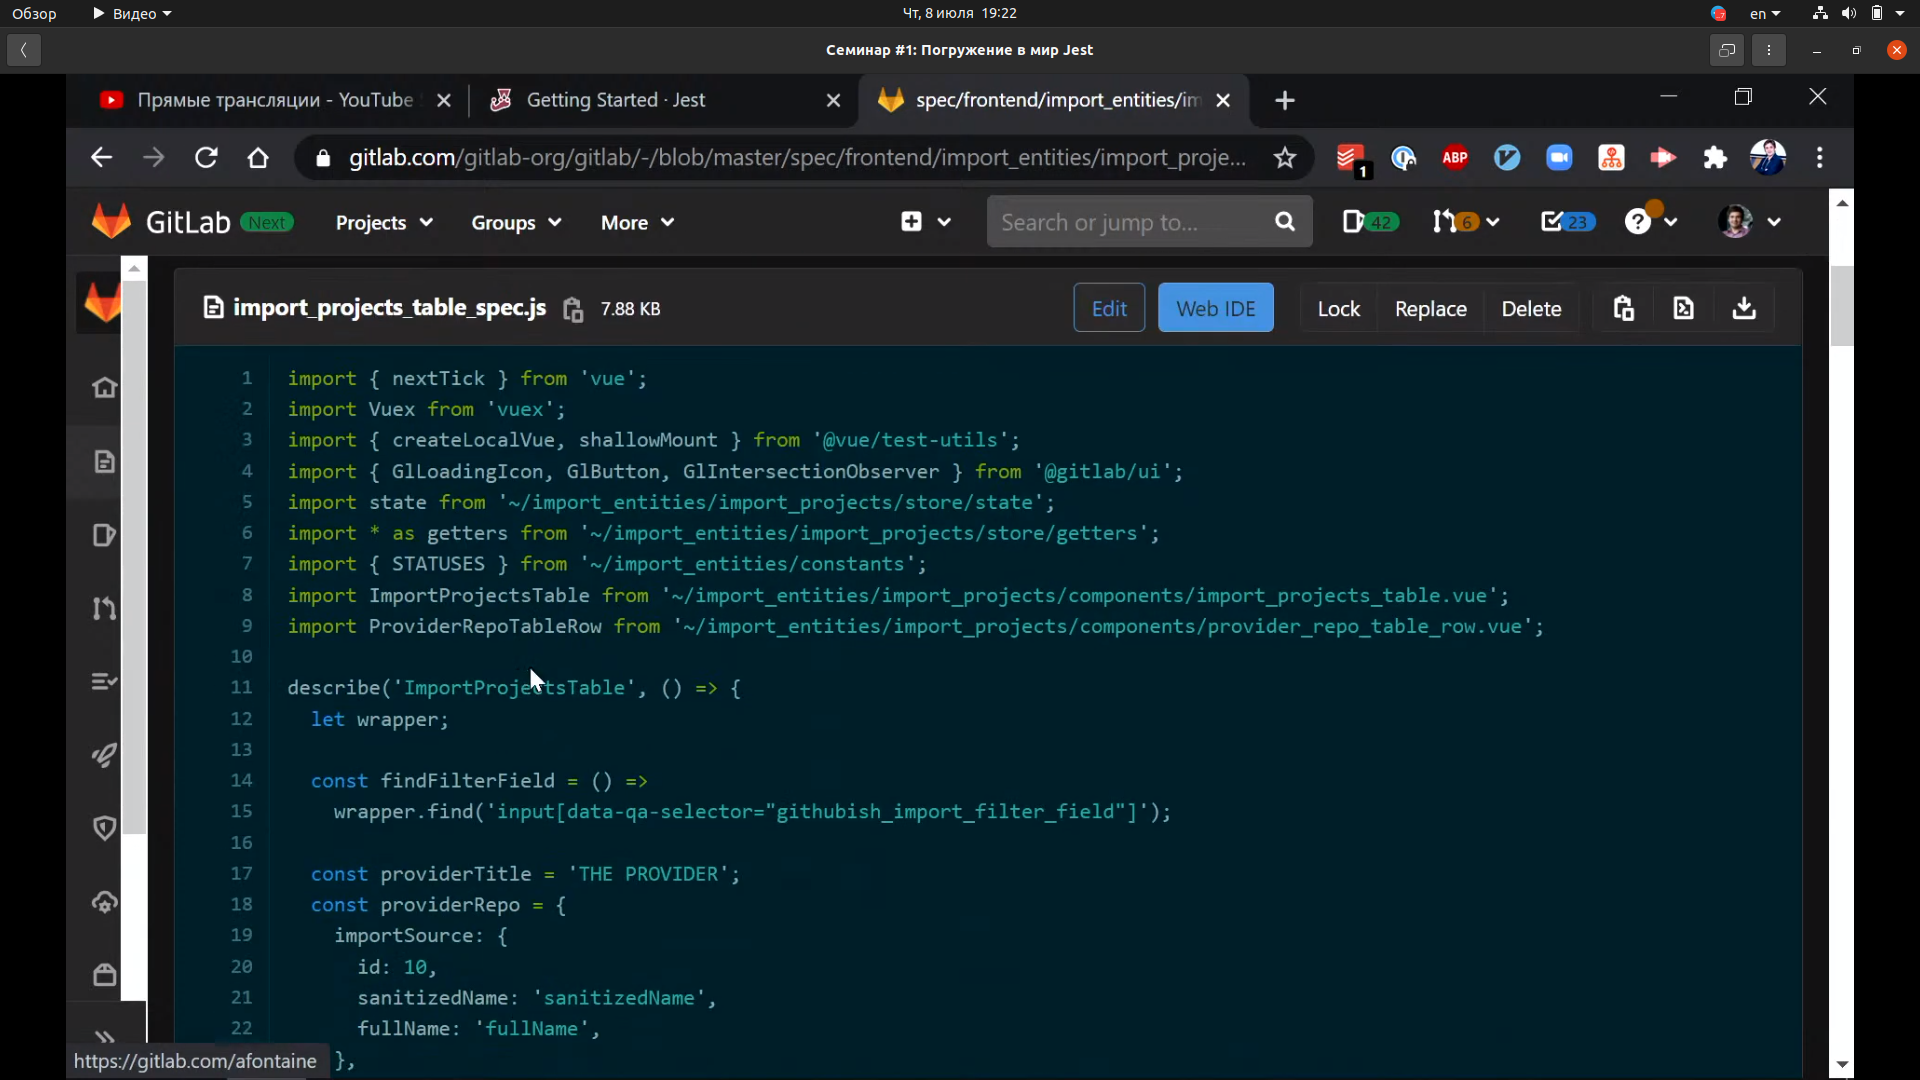 Обзор Видео Чт, 8 июля 19:22 en
Семинар #1: Погружение в мир Jest
Прямые трансляции - YouTube Getting Started · Jest spec/frontend/import_entities/im
gitlab.com/gitlab-org/gitlab/-/blob/master/spec/frontend/import_entities/import_proje... ABP 1
GitLab Next Projects Groups More Search or jump to... 42 6 23
import_projects_table_spec.js 7.88 KB Edit Web IDE Lock Replace Delete
1 import { nextTick } from 'vue';
2 import Vuex from 'vuex';
3 import { createLocalVue, shallowMount } from '@vue/test-utils';
4 import { GlLoadingIcon, GlButton, GlIntersectionObserver } from '@gitlab/ui';
5 import state from '~/import_entities/import_projects/store/state';
6 import * as getters from '~/import_entities/import_projects/store/getters';
7 import { STATUSES } from '~/import_entities/constants';
8 import ImportProjectsTable from '~/import_entities/import_projects/components/import_projects_table.vue';
9 import ProviderRepoTableRow from '~/import_entities/import_projects/components/provider_repo_table_row.vue';
10
11 describe('ImportProjectsTable', () => {
12 let wrapper;
13
14 const findFilterField = () =>
15 wrapper.find('input[data-qa-selector="githubish_import_filter_field"]');
16
17 const providerTitle = 'THE PROVIDER';
18 const providerRepo = {
19 importSource: {
20 id: 10,
21 sanitizedName: 'sanitizedName',
22 fullName: 'fullName',
https://gitlab.com/afontaine },